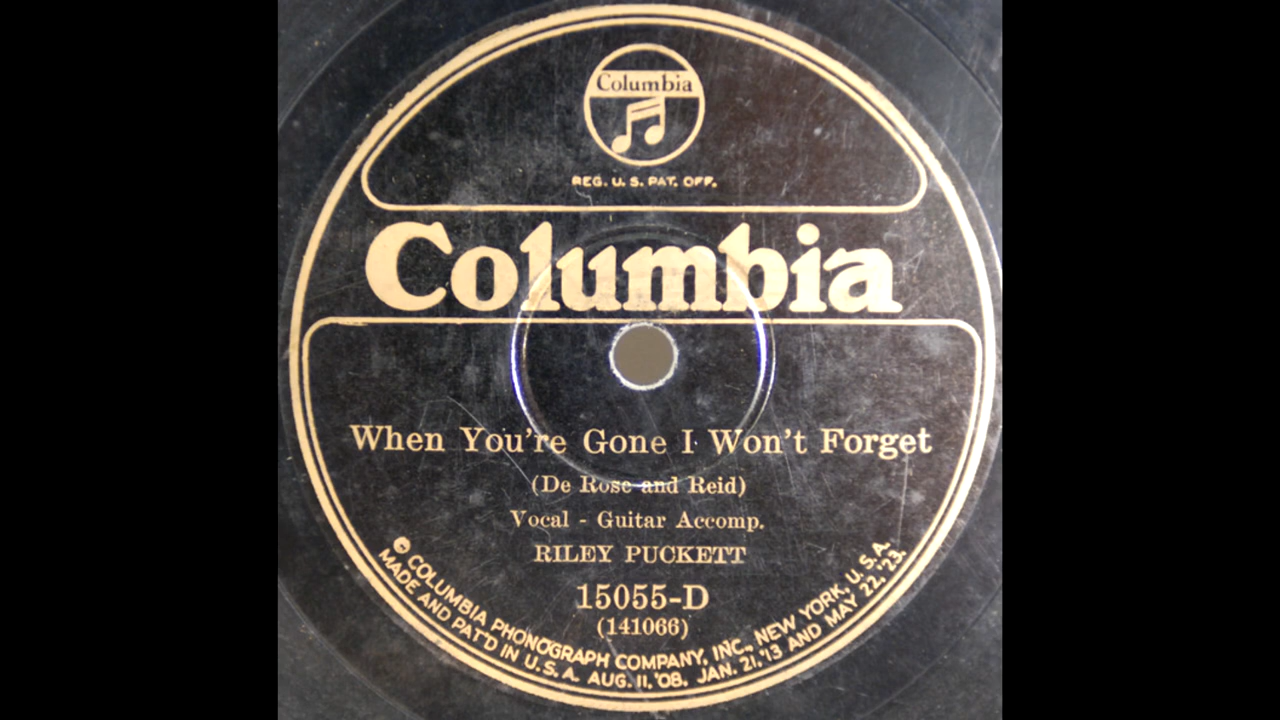 Columbia
REG. U. S. PAT. OFF.
Columbia
When You're Gone I Won't Forget
(De Rose and Reid)
Vocal - Guitar Accomp.
RILEY PUCKETT
15055-D
(141066)
COLUMBIA PHONOGRAPH COMPANY, INC., NEW YORK, U. S. A.
MADE AND PAT'D IN U. S. A. AUG. 11, '08. JAN. 21, '13 AND MAY 22, '23.